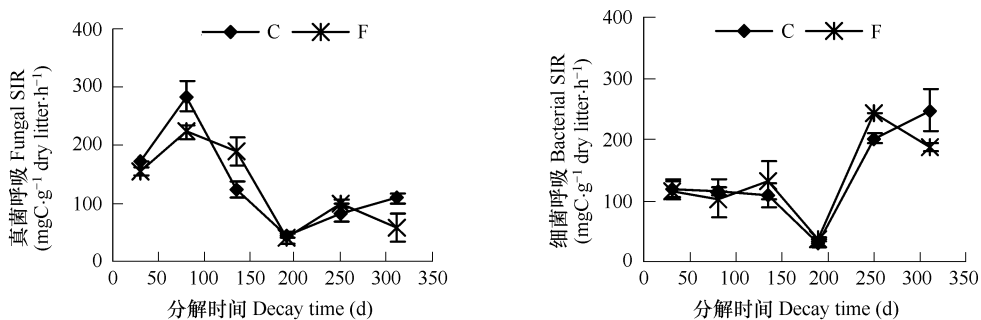 400
300
200
100
0
真菌呼吸 Fungal SIR
(mgC·g⁻¹ dry litter·h⁻¹)
C F
0 50 100 150 200 250 300 350
分解时间 Decay time (d)
400
300
200
100
0
细菌呼吸 Bacterial SIR
(mgC·g⁻¹ dry litter·h⁻¹)
C F
0 50 100 150 200 250 300 350
分解时间 Decay time (d)